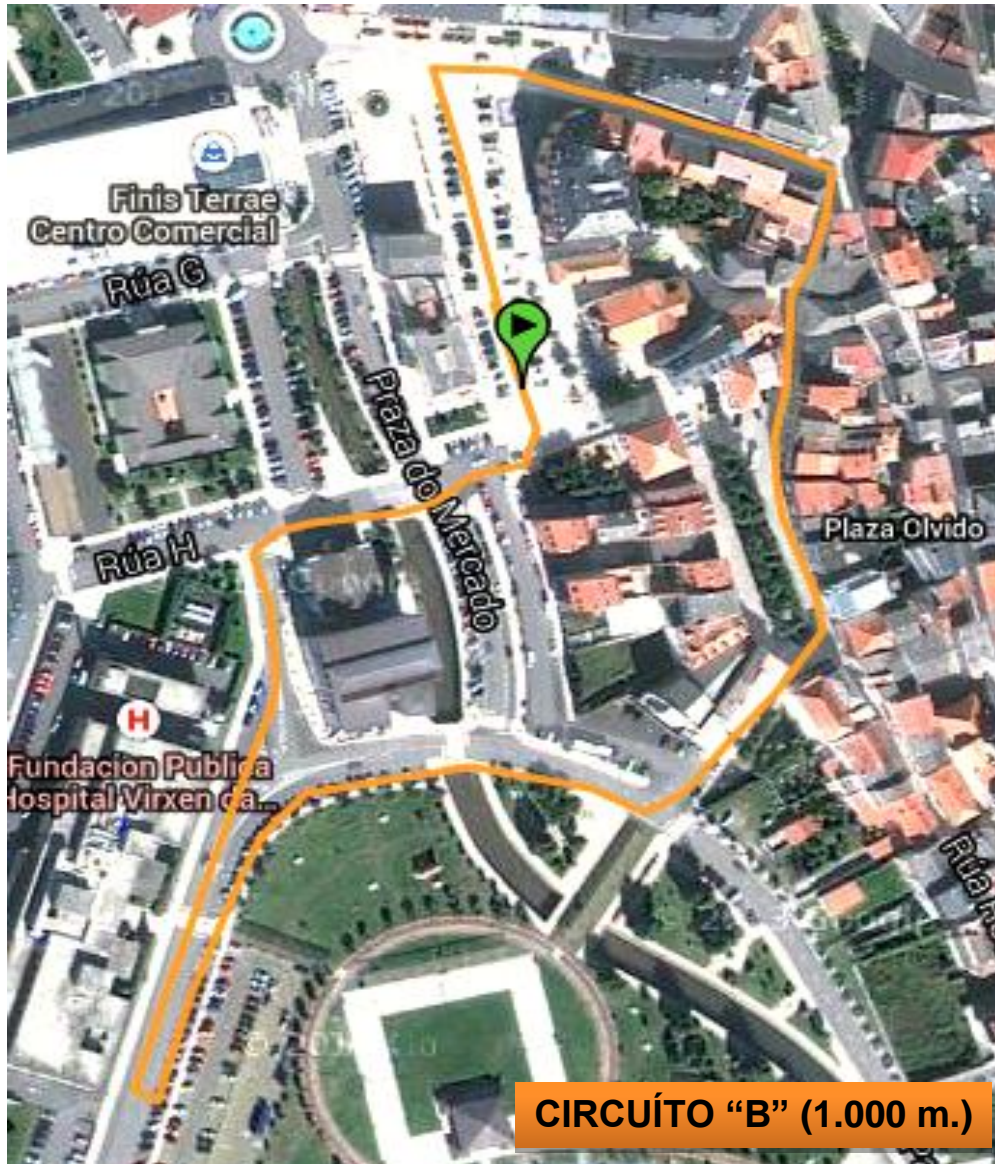 Finis Terrae
Centro Comercial
Rúa G
Praza do Mercado
Rúa H
Plaza Olvido
H
Fundacion Publica
Hospital Virxen da...
Rúa
CIRCUÍTO “B” (1.000 m.)